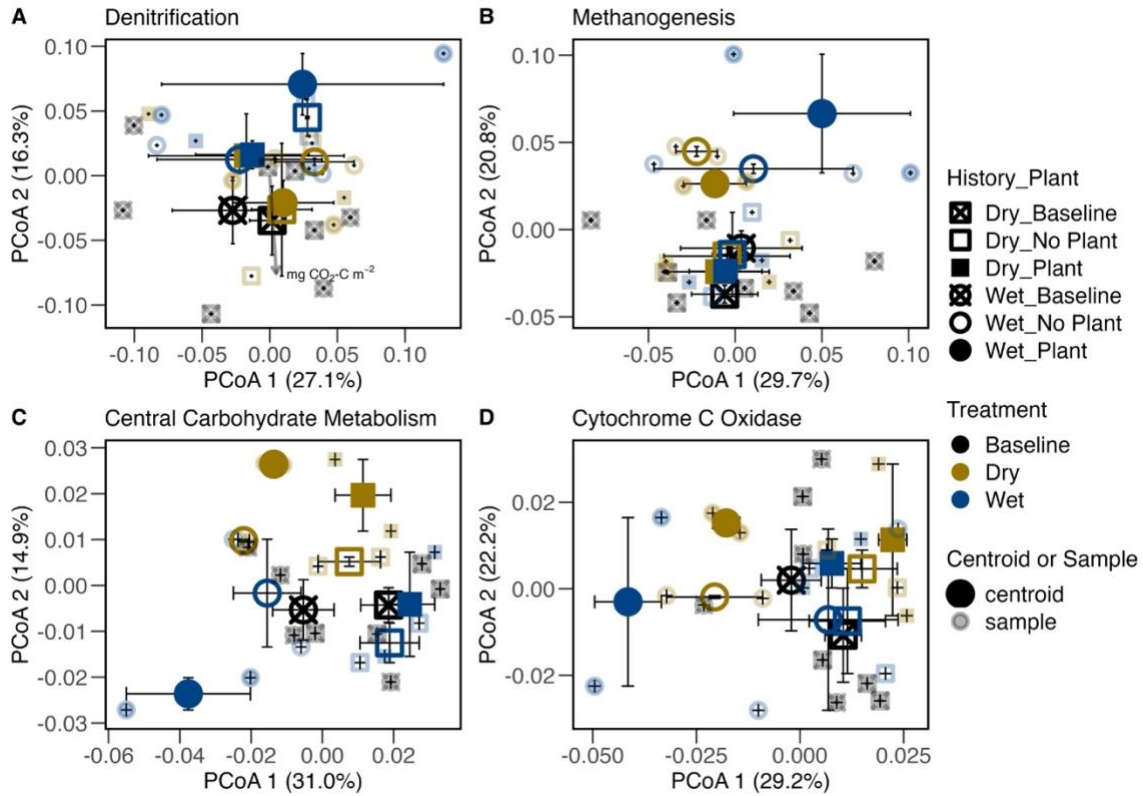 A Denitrification
0.10
0.05
0.00
-0.05
-0.10
PCoA 2 (16.3%)
mg CO₂-C m⁻²
-0.10 -0.05 0.00 0.05 0.10
PCoA 1 (27.1%)
B Methanogenesis
0.10
0.05
0.00
-0.05
PCoA 2 (20.8%)
-0.05 0.00 0.05 0.10
PCoA 1 (29.7%)
C Central Carbohydrate Metabolism
0.03
0.02
0.01
0.00
-0.01
-0.02
-0.03
PCoA 2 (14.9%)
-0.06 -0.04 -0.02 0.00 0.02
PCoA 1 (31.0%)
D Cytochrome C Oxidase
0.02
0.00
-0.02
PCoA 2 (22.2%)
-0.050 -0.025 0.000 0.025
PCoA 1 (29.2%)
History_Plant
Dry_Baseline
Dry_No Plant
Dry_Plant
Wet_Baseline
Wet_No Plant
Wet_Plant
Treatment
Baseline
Dry
Wet
Centroid or Sample
centroid
sample